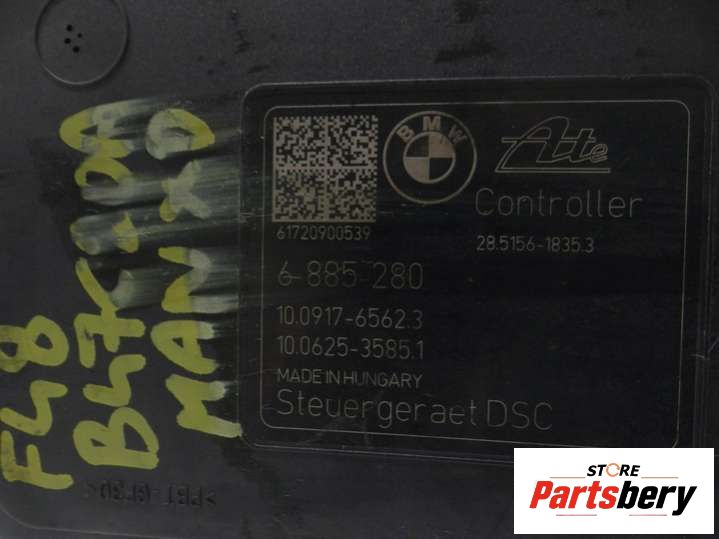 BMW
Ate
Controller
28.5156-1835.3
61720900539
6-885-280
10.0917-6562.3
10.0625-3585.1
MADE IN HUNGARY
Steuergeraet DSC
F48
B47C20A
MAN X D
STORE
Partsbery